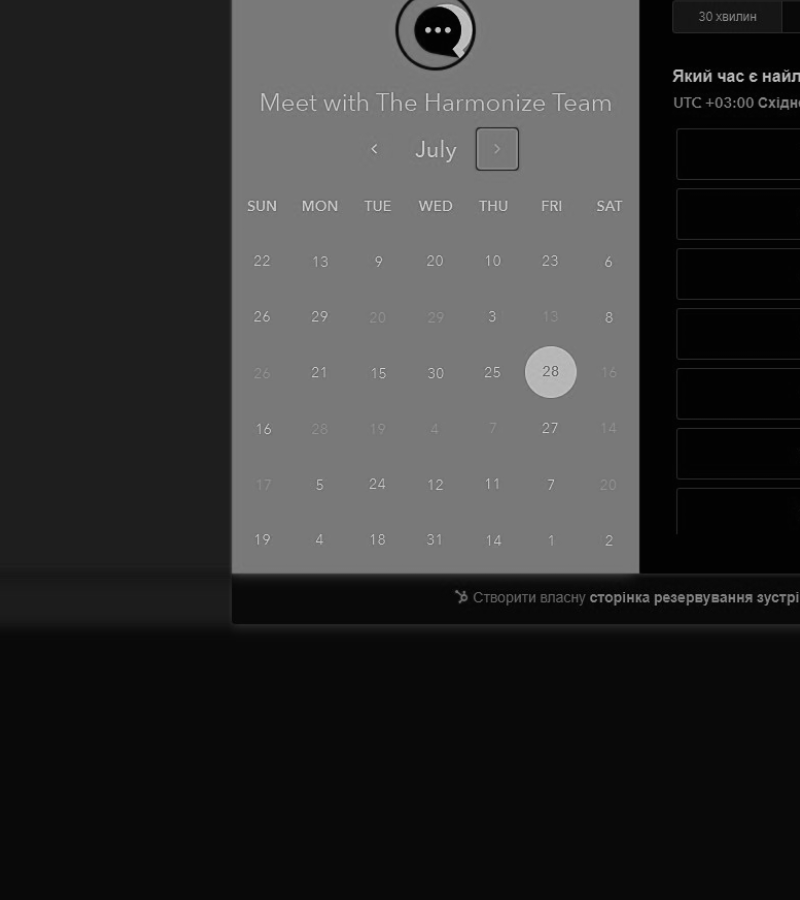 30 хвилин
Який час є найл
UTC +03:00 Східн
Meet with The Harmonize Team
July
SUN MON TUE WED THU FRI SAT
22 13 9 20 10 23 6
26 29 20 29 3 13 8
26 21 15 30 25 28 16
16 28 19 4 7 27 14
17 5 24 12 11 7 20
19 4 18 31 14 1 2
Створити власну сторінка резервування зустрі